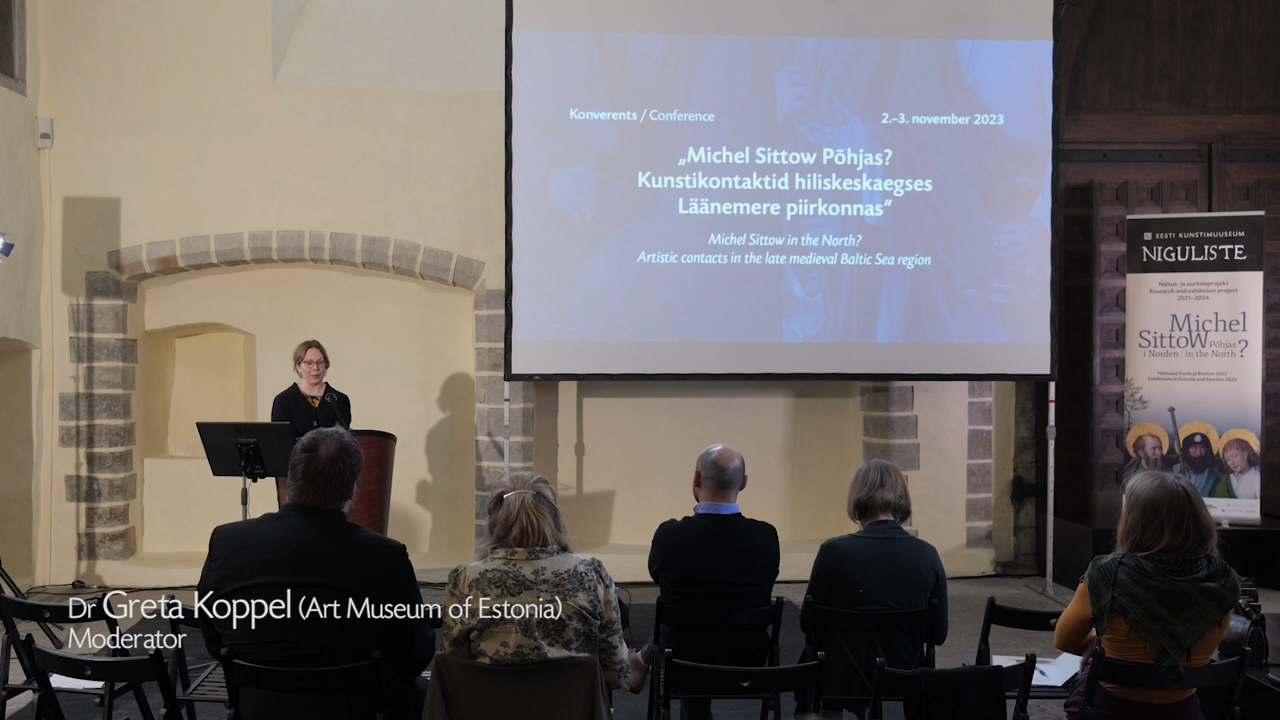 Konverents / Conference
2.–3. november 2023
„Michel Sittow Põhjas?
Kunstikontaktid hiliskeskaegses
Läänemere piirkonnas“
Michel Sittow in the North?
Artistic contacts in the late medieval Baltic Sea region
EESTI KUNSTIMUUSEUM
NIGULISTE
Näitus- ja uurimisprojekt
Research and exhibition project
2021–2024
Michel
Sittow Põhjas ?
i Norden in the North
Näitused Eestis ja Rootsis 2023
Exhibitions in Estonia and Sweden 2023
Dr Greta Koppel (Art Museum of Estonia)
Moderator